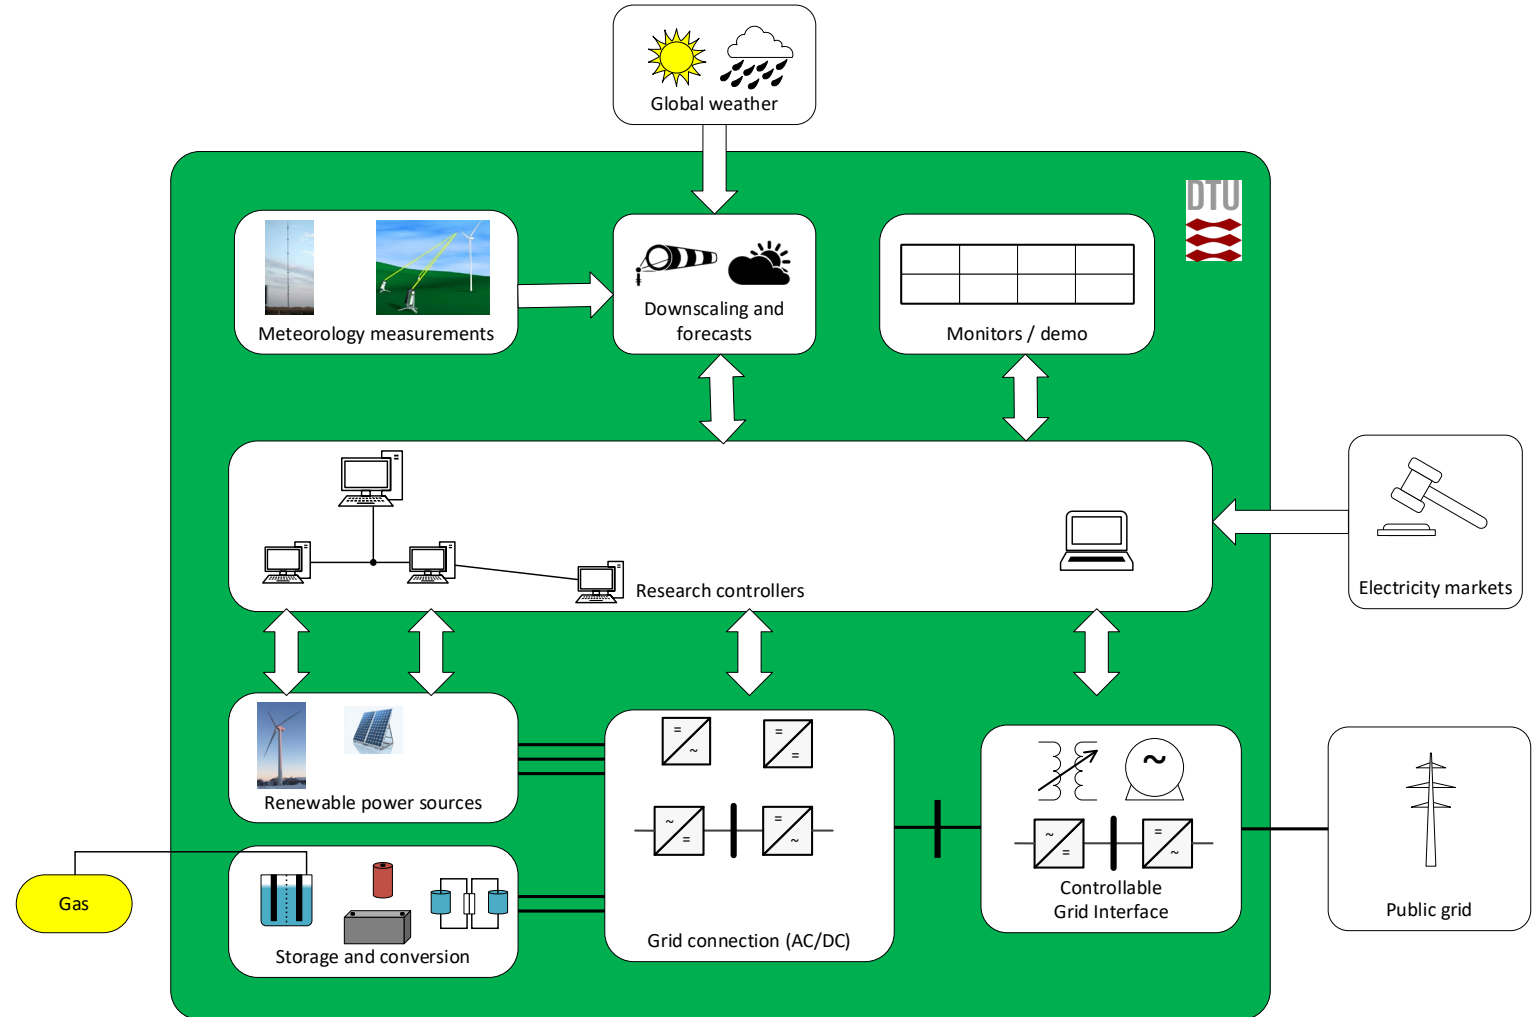 Global weather
DTU
Meteorology measurements
Downscaling and
forecasts
Monitors / demo
Research controllers
Electricity markets
Renewable power sources
=
~
=
=
~
=
=
~
~
~
=
=
~
Controllable
Grid Interface
Public grid
Gas
Storage and conversion
Grid connection (AC/DC)